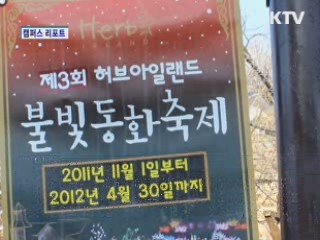 캠퍼스 리포트
KTV
Herb
제3회 허브아일랜드
불빛동화축제
2011년 11월 1일부터
2012년 4월 30일까지